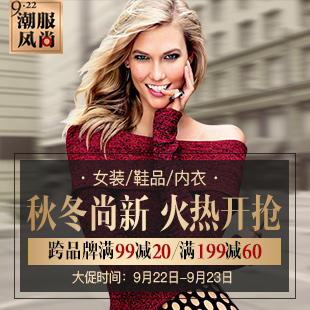 9·22
潮服
风尚
·女装/鞋品/内衣·
秋冬尚新 火热开抢
跨品牌满99减20/满199减60
大促时间：9月22日-9月23日